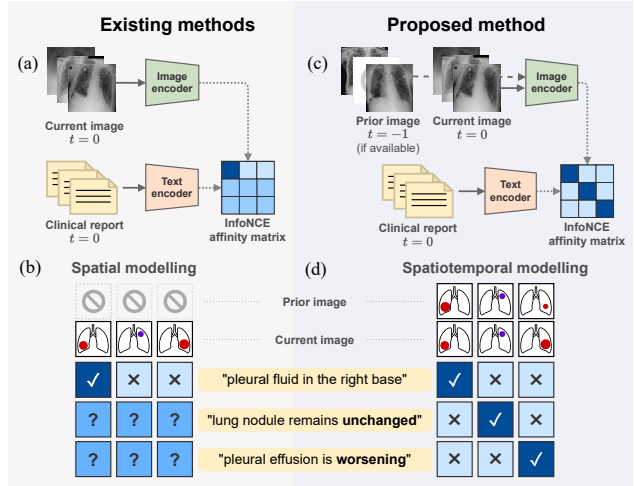 Existing methods
Proposed method
(a)
Image
encoder
Current image
t = 0
Text
encoder
Clinical report
t = 0
InfoNCE
affinity matrix
(c)
Image
encoder
Prior image
t = −1
(if available)
Current image
t = 0
Text
encoder
Clinical report
t = 0
InfoNCE
affinity matrix
(b)
Spatial modelling
(d)
Spatiotemporal modelling
Prior image
Current image
✓ × ×
"pleural fluid in the right base"
✓ × ×
? ? ?
"lung nodule remains unchanged"
× ✓ ×
? ? ?
"pleural effusion is worsening"
× × ✓